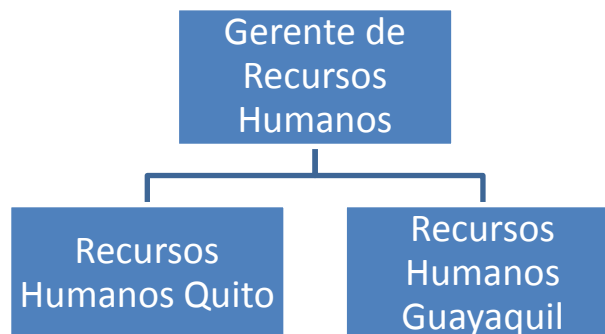 Gerente de
Recursos
Humanos
Recursos
Humanos Quito
Recursos
Humanos
Guayaquil